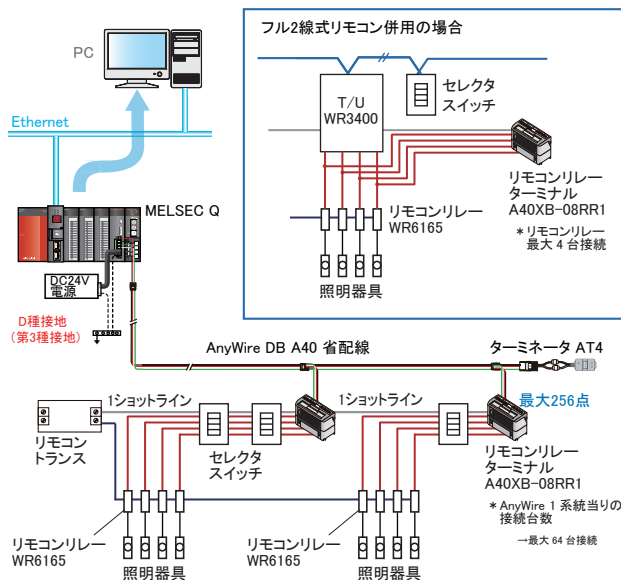 PC
Ethernet
MELSEC Q
DC24V
電源
D種接地
(第3種接地)
フル2線式リモコン併用の場合
T/U
WR3400
セレクタ
スイッチ
リモコンリレー
ターミナル
A40XB-08RR1
*リモコンリレー
最大 4 台接続
リモコンリレー
WR6165
照明器具
AnyWire DB A40 省配線
ターミネータ AT4
1ショットライン
1ショットライン
最大256点
リモコン
トランス
セレクタ
スイッチ
リモコンリレー
ターミナル
A40XB-08RR1
*AnyWire 1 系統当りの
接続台数
→最大 64 台接続
リモコンリレー
WR6165
照明器具
リモコンリレー
WR6165
照明器具